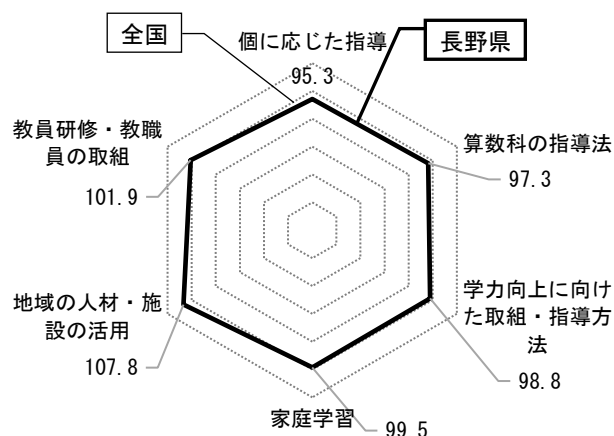 全国
個に応じた指導
95.3
長野県
算数科の指導法
97.3
学力向上に向け
た取組・指導方
法
98.8
家庭学習
99.5
地域の人材・施
設の活用
107.8
教員研修・教職
員の取組
101.9